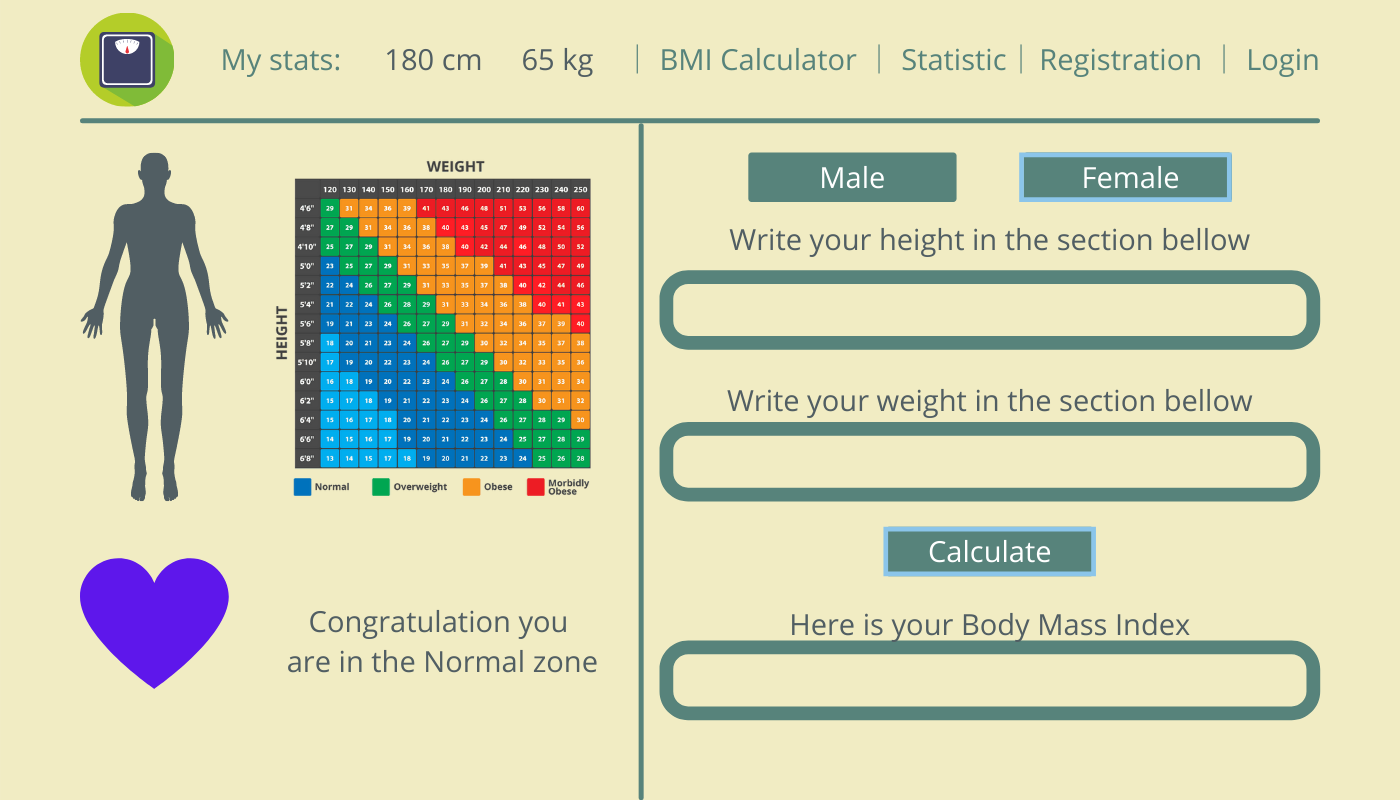 My stats: 180 cm 65 kg BMI Calculator Statistic Registration Login
WEIGHT
120 130 140 150 160 170 180 190 200 210 220 230 240 250
4'6" 29 31 34 36 39 41 43 46 48 51 53 56 58 60
4'8" 27 29 31 34 36 38 40 43 45 47 49 52 54 56
4'10" 25 27 29 31 34 36 38 40 42 44 46 48 50 52
5'0" 23 25 27 29 31 33 35 37 39 41 43 45 47 49
5'2" 22 24 26 27 29 31 33 35 36 38 40 42 44 46
5'4" 21 22 24 26 28 29 31 33 34 36 38 40 41 43
5'6" 19 21 23 24 26 27 29 31 32 34 36 37 39 40
5'8" 18 20 21 23 24 26 27 29 30 32 34 35 37 38
5'10" 17 19 20 22 23 24 26 27 29 30 32 33 35 36
6'0" 16 18 19 20 22 23 24 26 27 28 30 31 33 34
6'2" 15 17 18 19 21 22 23 24 26 27 28 30 31 32
6'4" 15 16 17 18 20 21 22 23 24 26 27 28 29 30
6'6" 14 15 16 17 19 20 21 22 23 24 25 27 28 29
6'8" 13 14 15 17 18 19 20 21 22 23 24 25 26 28
HEIGHT
Normal Overweight Obese Morbidly
Obese
Congratulation you
are in the Normal zone
Male Female
Write your height in the section bellow
Write your weight in the section bellow
Calculate
Here is your Body Mass Index